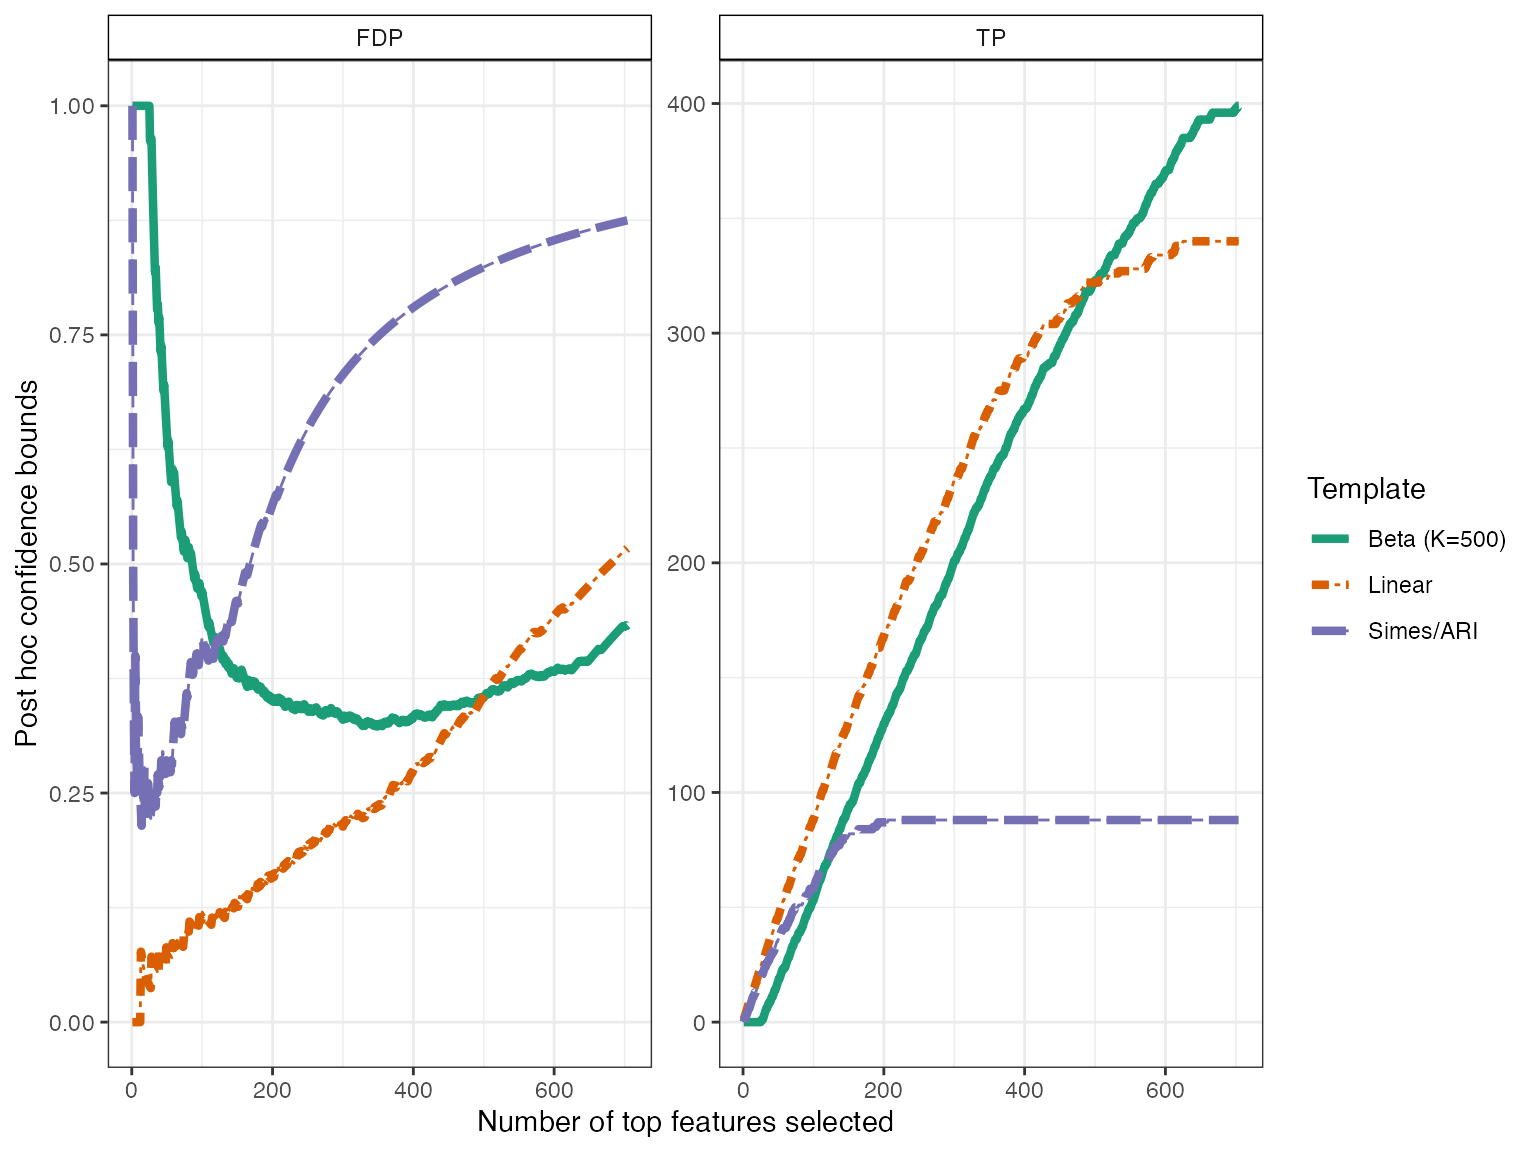 FDP
TP
1.00
0.75
0.50
0.25
0.00
400
300
200
100
0
0
200
400
600
0
200
400
600
Post hoc confidence bounds
Number of top features selected
Template
Beta (K=500)
Linear
Simes/ARI